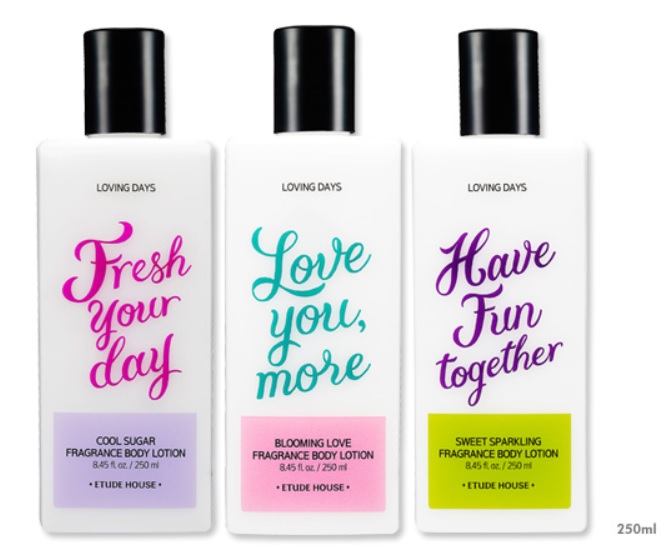 LOVING DAYS
Fresh
your
day
COOL SUGAR
FRAGRANCE BODY LOTION
8.45 fl. oz. / 250 ml
• ETUDE HOUSE •
LOVING DAYS
Love
you,
more
BLOOMING LOVE
FRAGRANCE BODY LOTION
8.45 fl. oz. / 250 ml
• ETUDE HOUSE •
LOVING DAYS
Have
Fun
together
SWEET SPARKLING
FRAGRANCE BODY LOTION
8.45 fl. oz. / 250 ml
• ETUDE HOUSE •
250ml